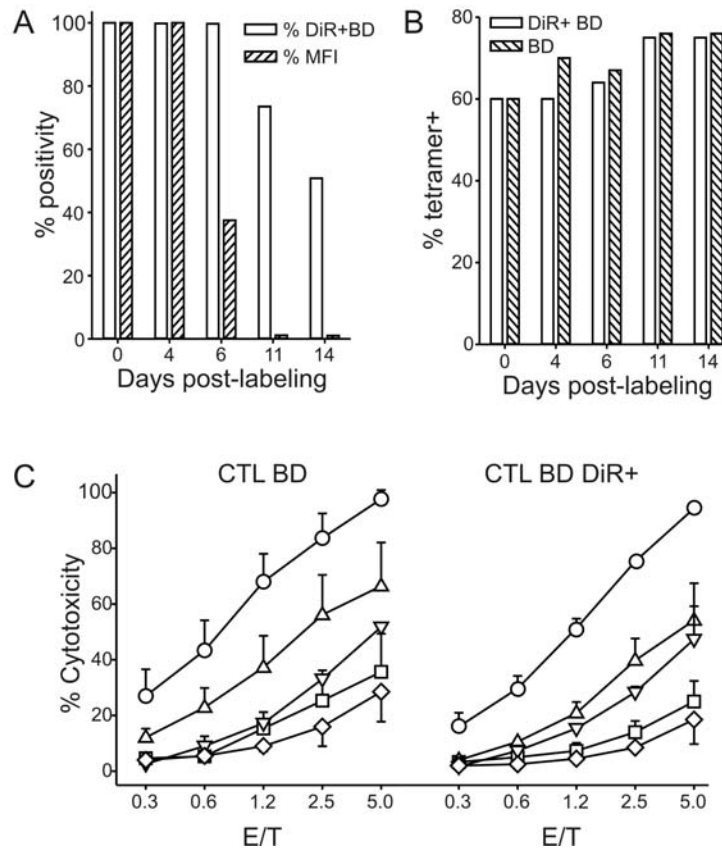 A
% positivity
100
80
60
40
20
0
% DiR+BD
% MFI
0 4 6 11 14
Days post-labeling
B
% tetramer+
80
60
40
20
0
DiR+ BD
BD
0 4 6 11 14
Days post-labeling
C
CTL BD
CTL BD DiR+
% Cytotoxicity
100
80
60
40
20
0
0.3 0.6 1.2 2.5 5.0
0.3 0.6 1.2 2.5 5.0
E/T
E/T